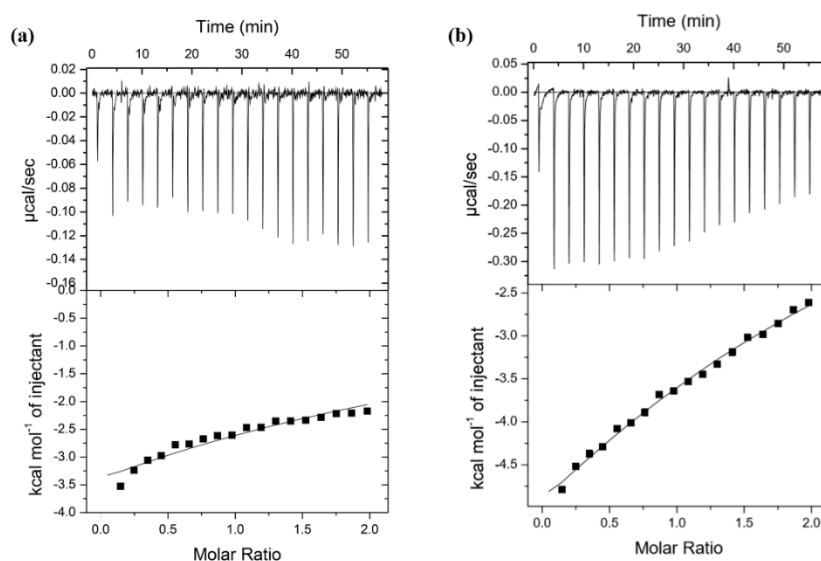 (a)
Time (min)
0 10 20 30 40 50
0.02
0.00
-0.02
-0.04
-0.06
-0.08
-0.10
-0.12
-0.14
-0.16
µcal/sec
0.0
-0.5
-1.0
-1.5
-2.0
-2.5
-3.0
-3.5
-4.0
kcal mol⁻¹ of injectant
0.0 0.5 1.0 1.5 2.0
Molar Ratio
(b)
Time (min)
0 10 20 30 40 50
0.05
0.00
-0.05
-0.10
-0.15
-0.20
-0.25
-0.30
µcal/sec
-2.5
-3.0
-3.5
-4.0
-4.5
kcal mol⁻¹ of injectant
0.0 0.5 1.0 1.5 2.0
Molar Ratio